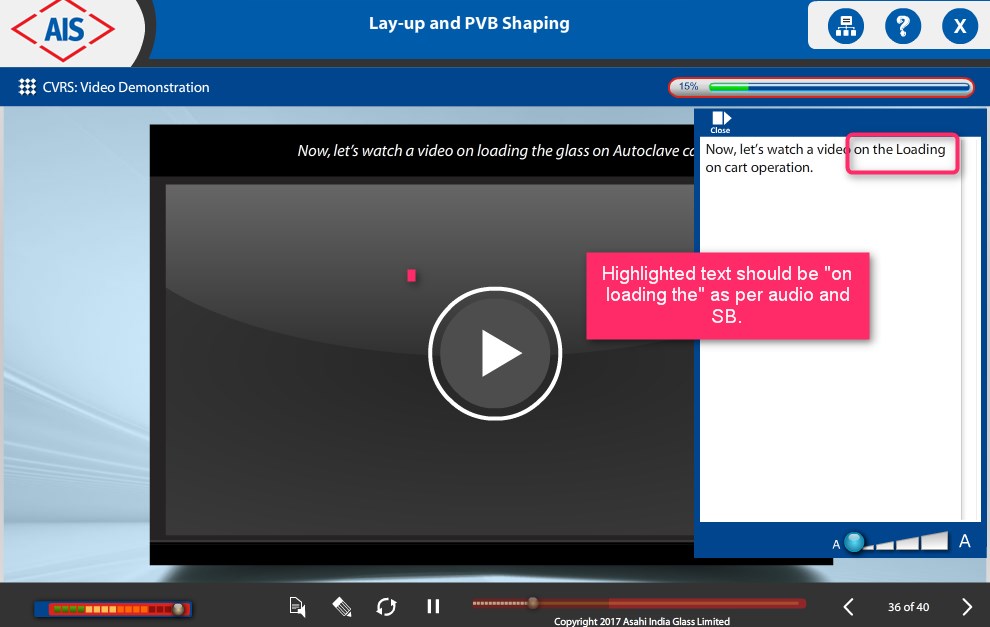 AIS
Lay-up and PVB Shaping
?
X
CVRS: Video Demonstration
15%
Close
Now, let's watch a video on loading the glass on Autoclave
Now, let's watch a video on the Loading
on cart operation.
Highlighted text should be "on
loading the" as per audio and
SB.
A
A
36 of 40
Copyright 2017 Asahi India Glass Limited